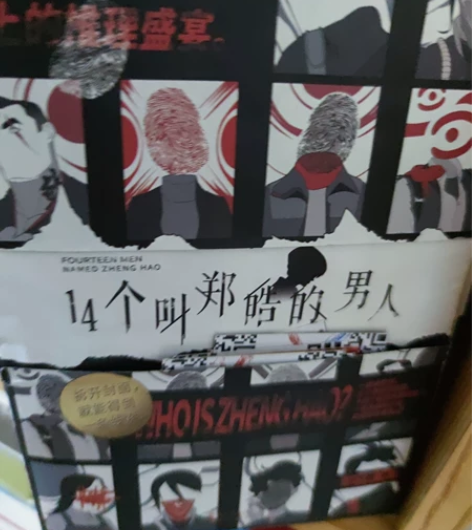 上的推理盛宴
FOURTEEN MEN
NAMED ZHENG HAO
14个叫郑皓的男人
WHO IS ZHENG HAO?